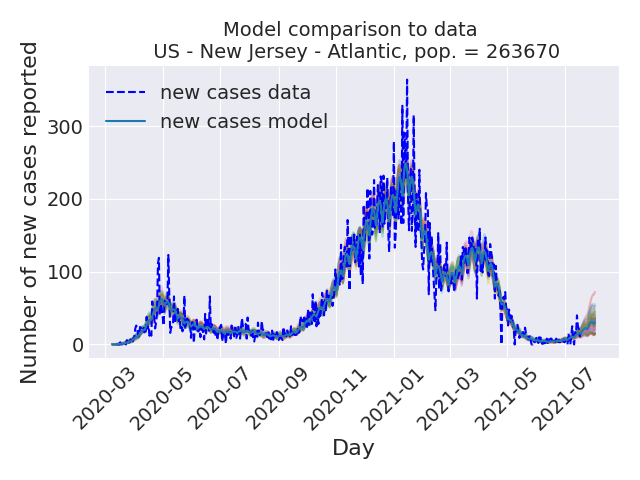 Model comparison to data
US - New Jersey - Atlantic, pop. = 263670
new cases data
new cases model
Number of new cases reported
300
200
100
0
2020-03
2020-05
2020-07
2020-09
2020-11
2021-01
2021-03
2021-05
2021-07
Day